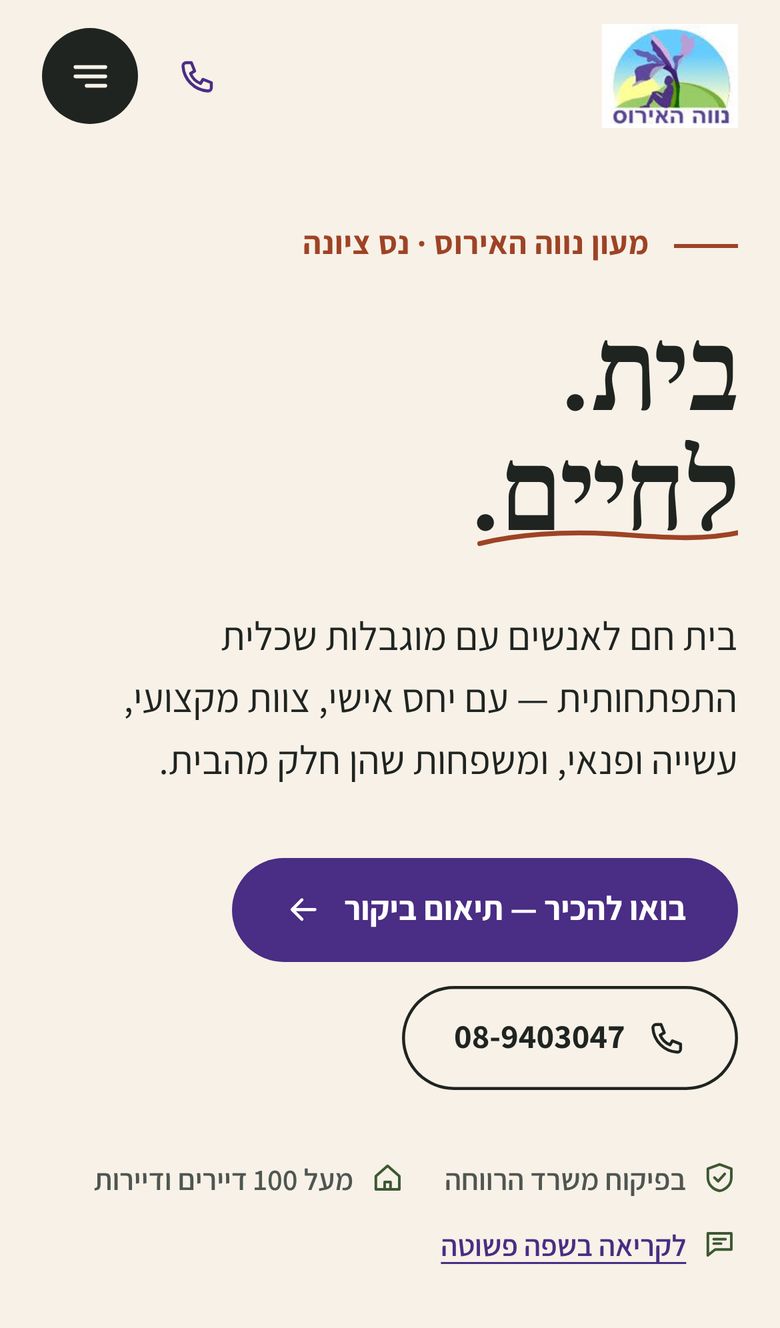 נווה האירוס
מעון נווה האירוס · נס ציונה
בית.
לחיים.
בית חם לאנשים עם מוגבלות שכלית
התפתחותית — עם יחס אישי, צוות מקצועי,
עשייה ופנאי, ומשפחות שהן חלק מהבית.
בואו להכיר — תיאום ביקור ←
08-9403047
בפיקוח משרד הרווחה
מעל 100 דיירים ודיירות
לקריאה בשפה פשוטה